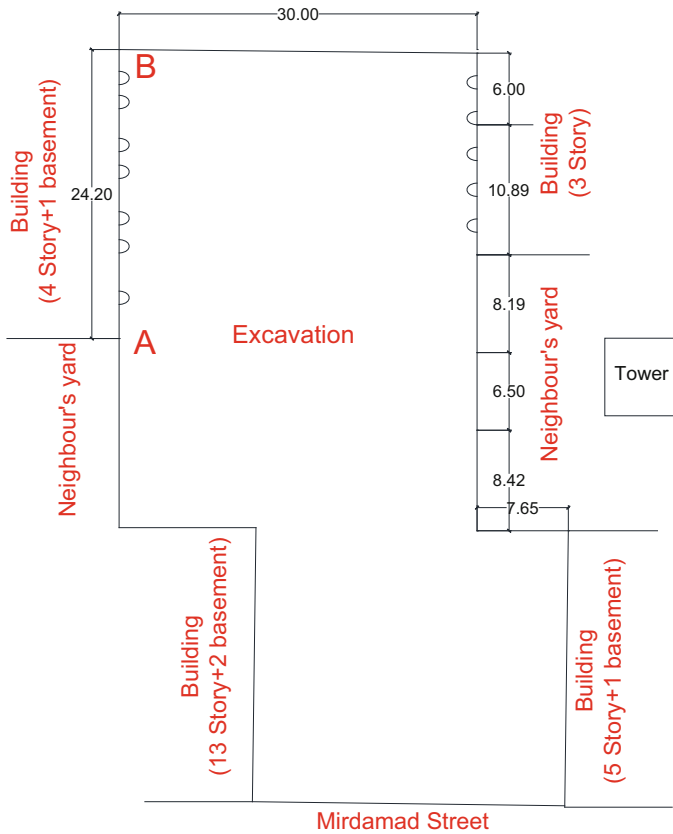 30.00
B
6.00
Building
(4 Story+1 basement)
24.20
Building
(3 Story)
10.89
8.19
Excavation
A
Neighbour's yard
Neighbour's yard
Tower
6.50
8.42
7.65
Building
(13 Story+2 basement)
Building
(5 Story+1 basement)
Mirdamad Street